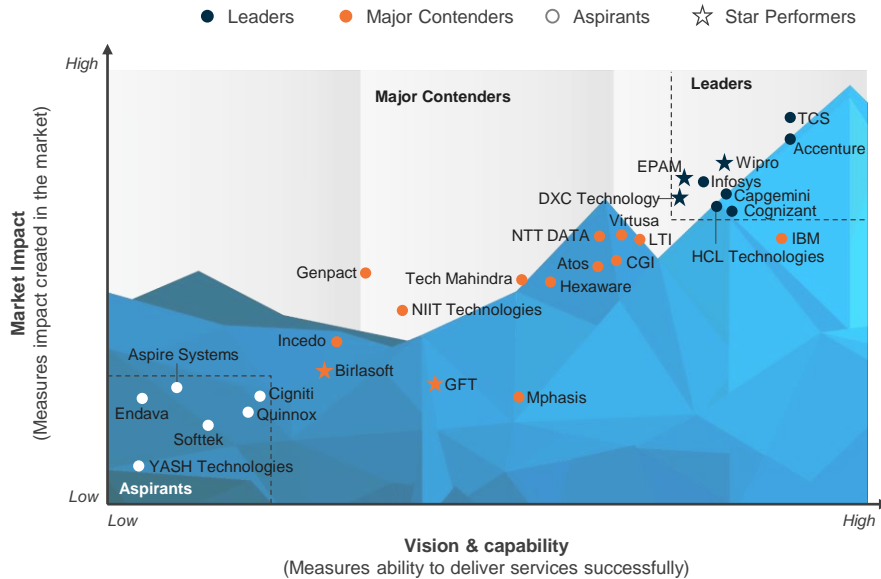 Leaders
Major Contenders
Aspirants
Star Performers
High
Market Impact
(Measures impact created in the market)
Major Contenders
Leaders
TCS
Accenture
EPAM
Wipro
Infosys
DXC Technology
Capgemini
Cognizant
Virtusa
NTT DATA
LTI
IBM
HCL Technologies
Genpact
Tech Mahindra
Atos
CGI
Hexaware
NIIT Technologies
Incedo
Aspire Systems
Birlasoft
GFT
Cigniti
Mphasis
Endava
Quinnox
Softtek
YASH Technologies
Aspirants
Low
Low
High
Vision & capability
(Measures ability to deliver services successfully)